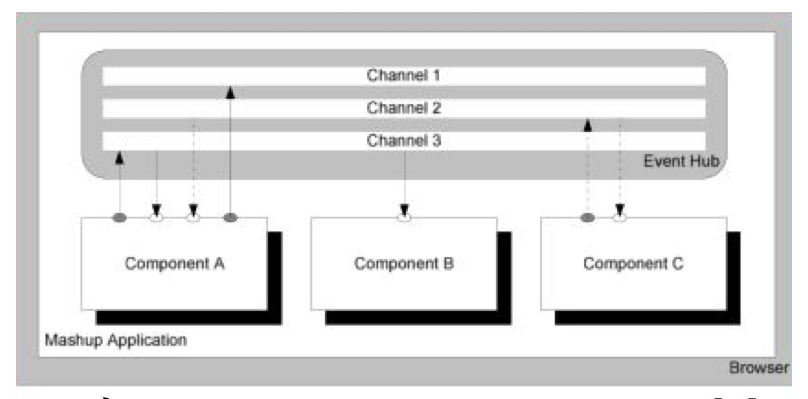 Channel 1
Channel 2
Channel 3
Event Hub
Component A
Component B
Component C
Mashup Application
Browser